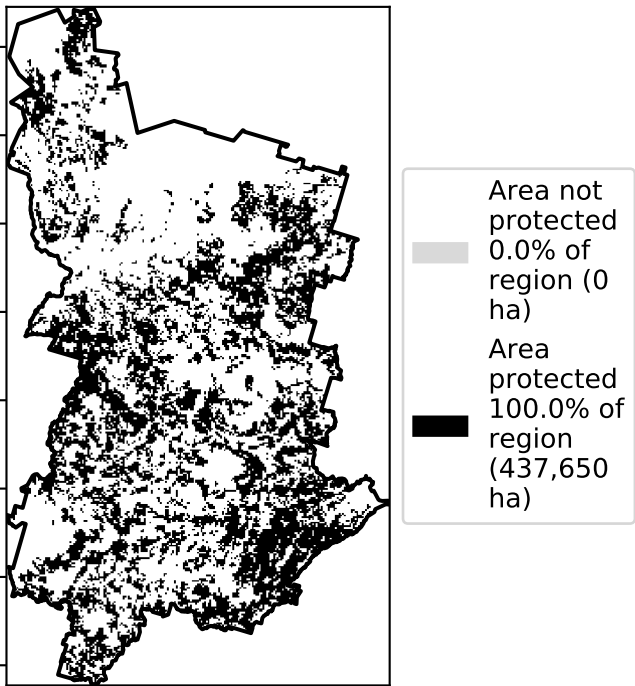 Area not
protected
0.0% of
region (0
ha)
Area
protected
100.0% of
region
(437,650
ha)